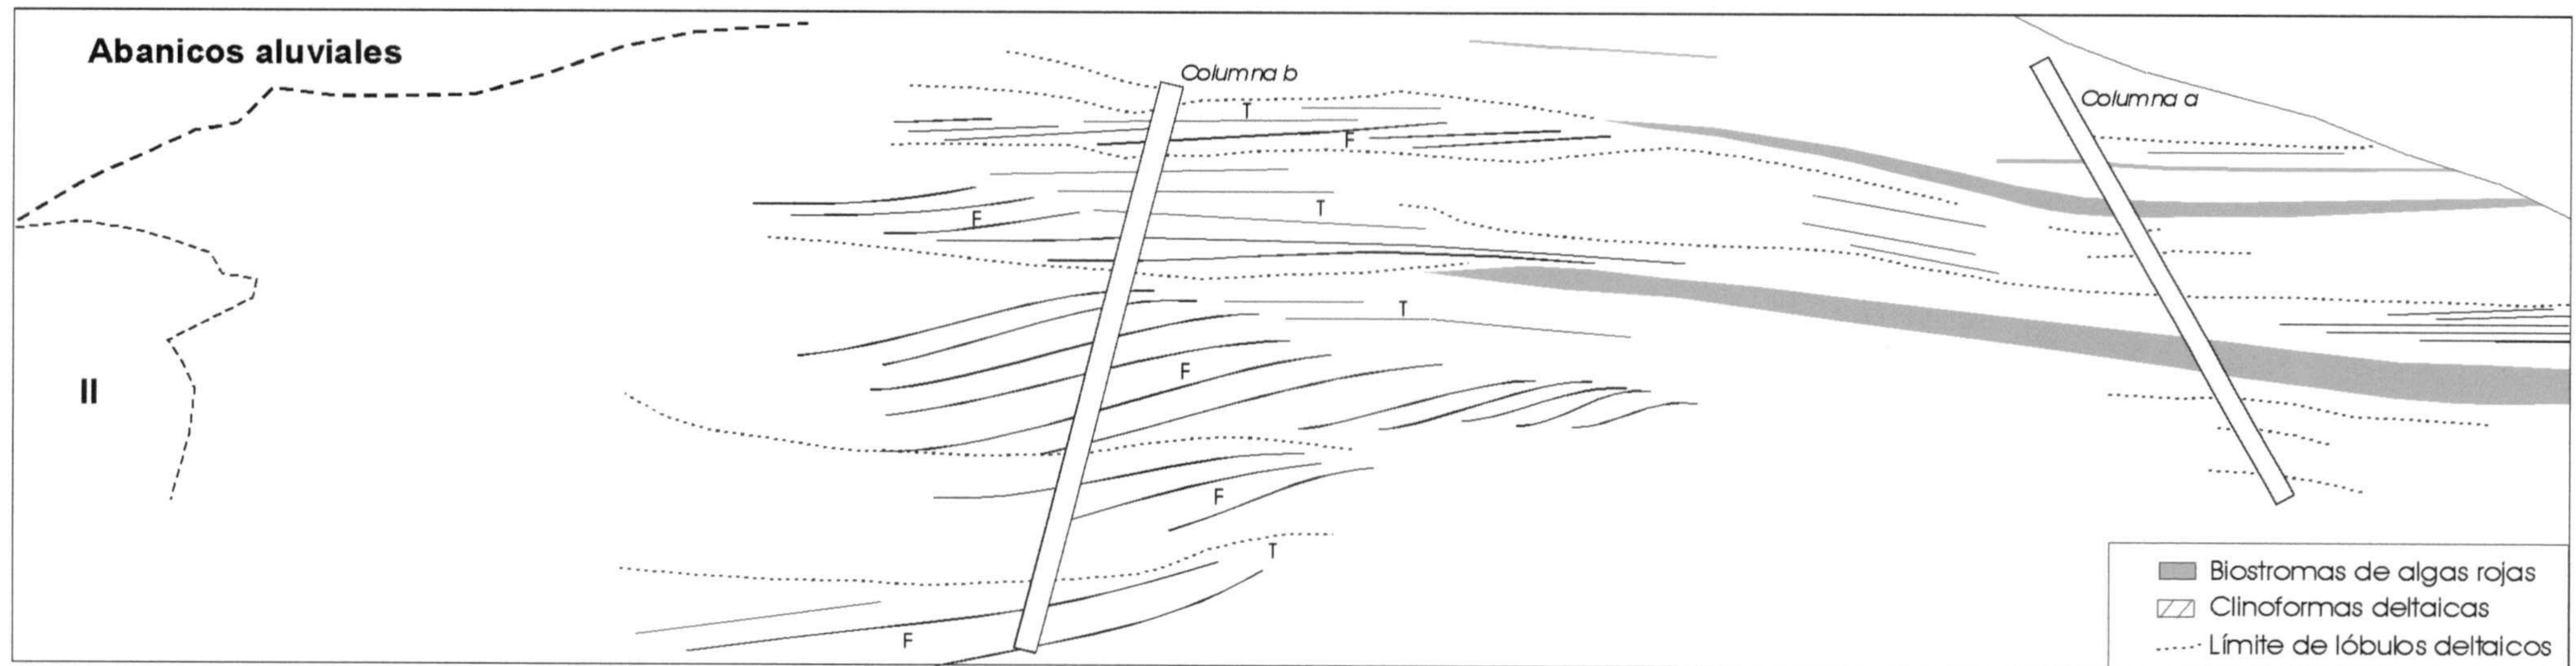 Abanicos aluviales
Columna b
Columna a
T
F
F
T
T
II
F
F
T
F
Biostromas de algas rojas
Clinoformas deltaicas
Límite de lóbulos deltaicos